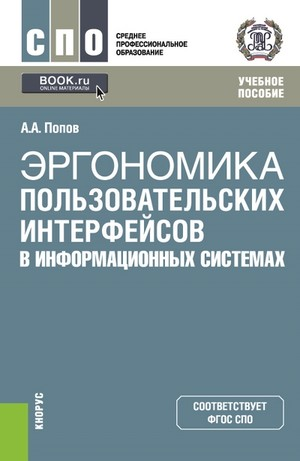 СПО
СРЕДНЕЕ
ПРОФЕССИОНАЛЬНОЕ
ОБРАЗОВАНИЕ
BOOK.ru
ONLINE МАТЕРИАЛЫ
УЧЕБНОЕ
ПОСОБИЕ
А.А. Попов
ЭРГОНОМИКА
ПОЛЬЗОВАТЕЛЬСКИХ
ИНТЕРФЕЙСОВ
В ИНФОРМАЦИОННЫХ СИСТЕМАХ
КНОРУС
СООТВЕТСТВУЕТ
ФГОС СПО